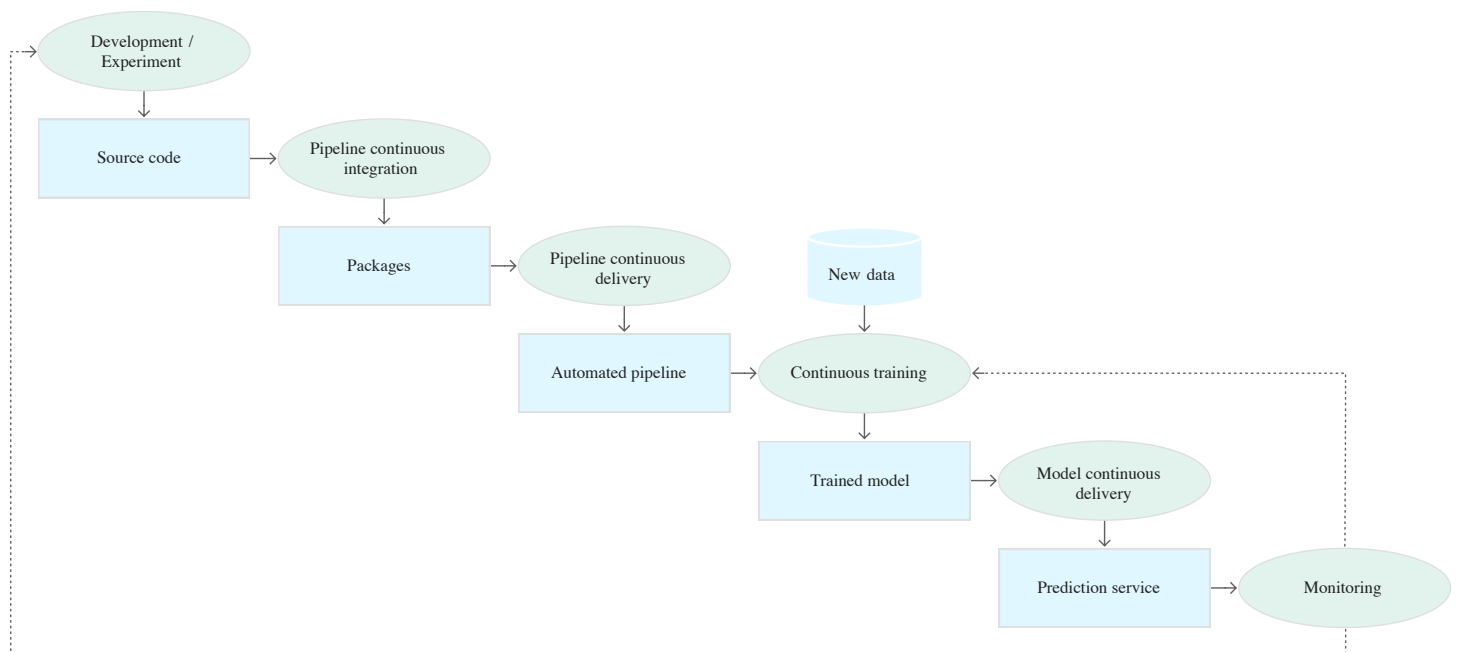 Development /
Experiment
Source code
Pipeline continuous
integration
Packages
Pipeline continuous
delivery
New data
Automated pipeline
Continuous training
Trained model
Model continuous
delivery
Prediction service
Monitoring